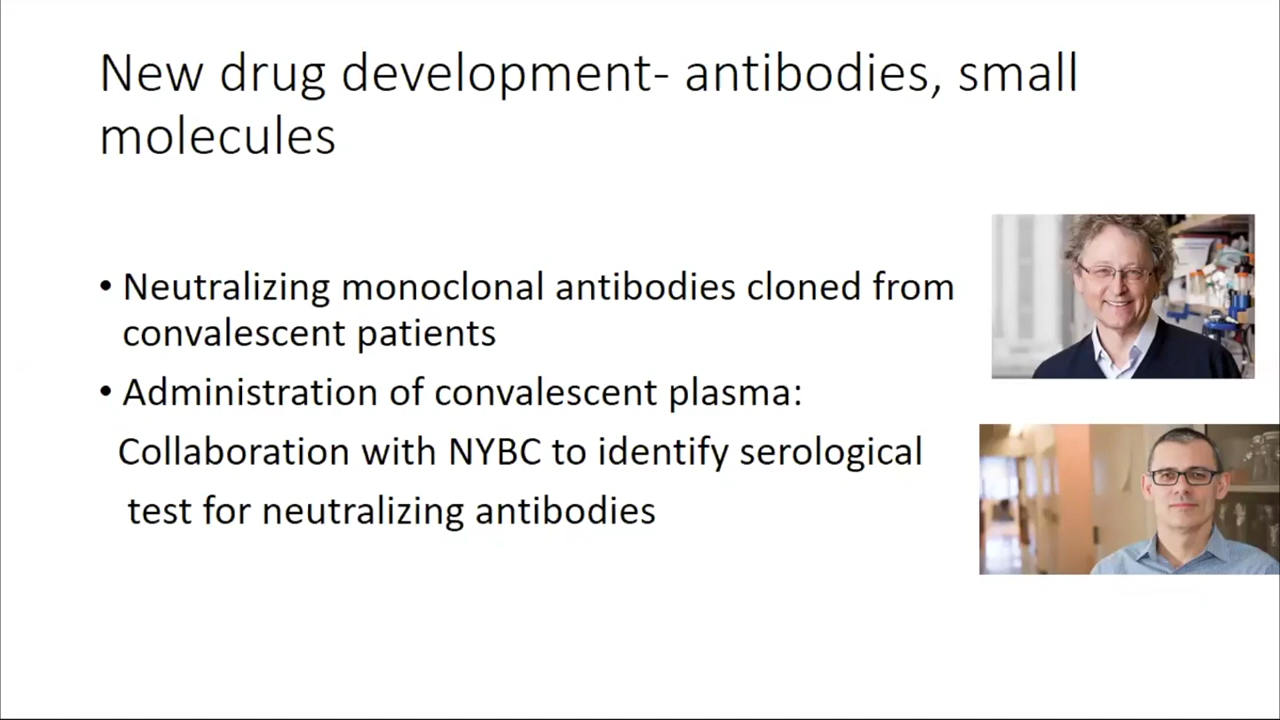 New drug development- antibodies, small
molecules
• Neutralizing monoclonal antibodies cloned from
convalescent patients
• Administration of convalescent plasma:
Collaboration with NYBC to identify serological
test for neutralizing antibodies